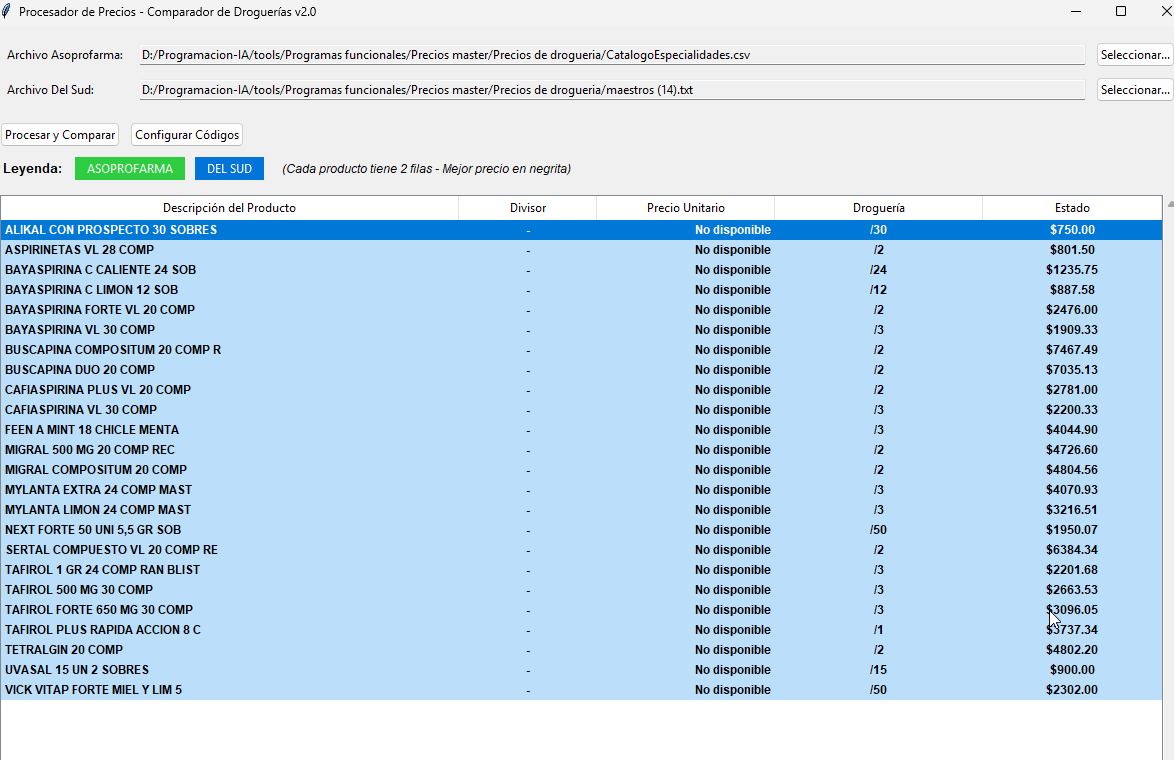 Procesador de Precios - Comparador de Droguerías v2.0
Archivo Asoprofarma: D:/Programacion-IA/tools/Programas funcionales/Precios master/Precios de drogueria/CatalogoEspecialidades.csv Seleccionar...
Archivo Del Sud: D:/Programacion-IA/tools/Programas funcionales/Precios master/Precios de drogueria/maestros (14).txt Seleccionar...
Procesar y Comparar Configurar Códigos
Leyenda: ASOPROFARMA DEL SUD (Cada producto tiene 2 filas - Mejor precio en negrita)
Descripción del Producto Divisor Precio Unitario Droguería Estado
ALIKAL CON PROSPECTO 30 SOBRES - No disponible /30 $750.00
ASPIRINETAS VL 28 COMP - No disponible /2 $801.50
BAYASPIRINA C CALIENTE 24 SOB - No disponible /24 $1235.75
BAYASPIRINA C LIMON 12 SOB - No disponible /12 $887.58
BAYASPIRINA FORTE VL 20 COMP - No disponible /2 $2476.00
BAYASPIRINA VL 30 COMP - No disponible /3 $1909.33
BUSCAPINA COMPOSITUM 20 COMP R - No disponible /2 $7467.49
BUSCAPINA DUO 20 COMP - No disponible /2 $7035.13
CAFIASPIRINA PLUS VL 20 COMP - No disponible /2 $2781.00
CAFIASPIRINA VL 30 COMP - No disponible /3 $2200.33
FEEN A MINT 18 CHICLE MENTA - No disponible /3 $4044.90
MIGRAL 500 MG 20 COMP REC - No disponible /2 $4726.60
MIGRAL COMPOSITUM 20 COMP - No disponible /2 $4804.56
MYLANTA EXTRA 24 COMP MAST - No disponible /3 $4070.93
MYLANTA LIMON 24 COMP MAST - No disponible /3 $3216.51
NEXT FORTE 50 UNI 5,5 GR SOB - No disponible /50 $1950.07
SERTAL COMPUESTO VL 20 COMP RE - No disponible /2 $6384.34
TAFIROL 1 GR 24 COMP RAN BLIST - No disponible /3 $2201.68
TAFIROL 500 MG 30 COMP - No disponible /3 $2663.53
TAFIROL FORTE 650 MG 30 COMP - No disponible /3 $3096.05
TAFIROL PLUS RAPIDA ACCION 8 C - No disponible /1 $3737.34
TETRALGIN 20 COMP - No disponible /2 $4802.20
UVASAL 15 UN 2 SOBRES - No disponible /15 $900.00
VICK VITAP FORTE MIEL Y LIM 5 - No disponible /50 $2302.00